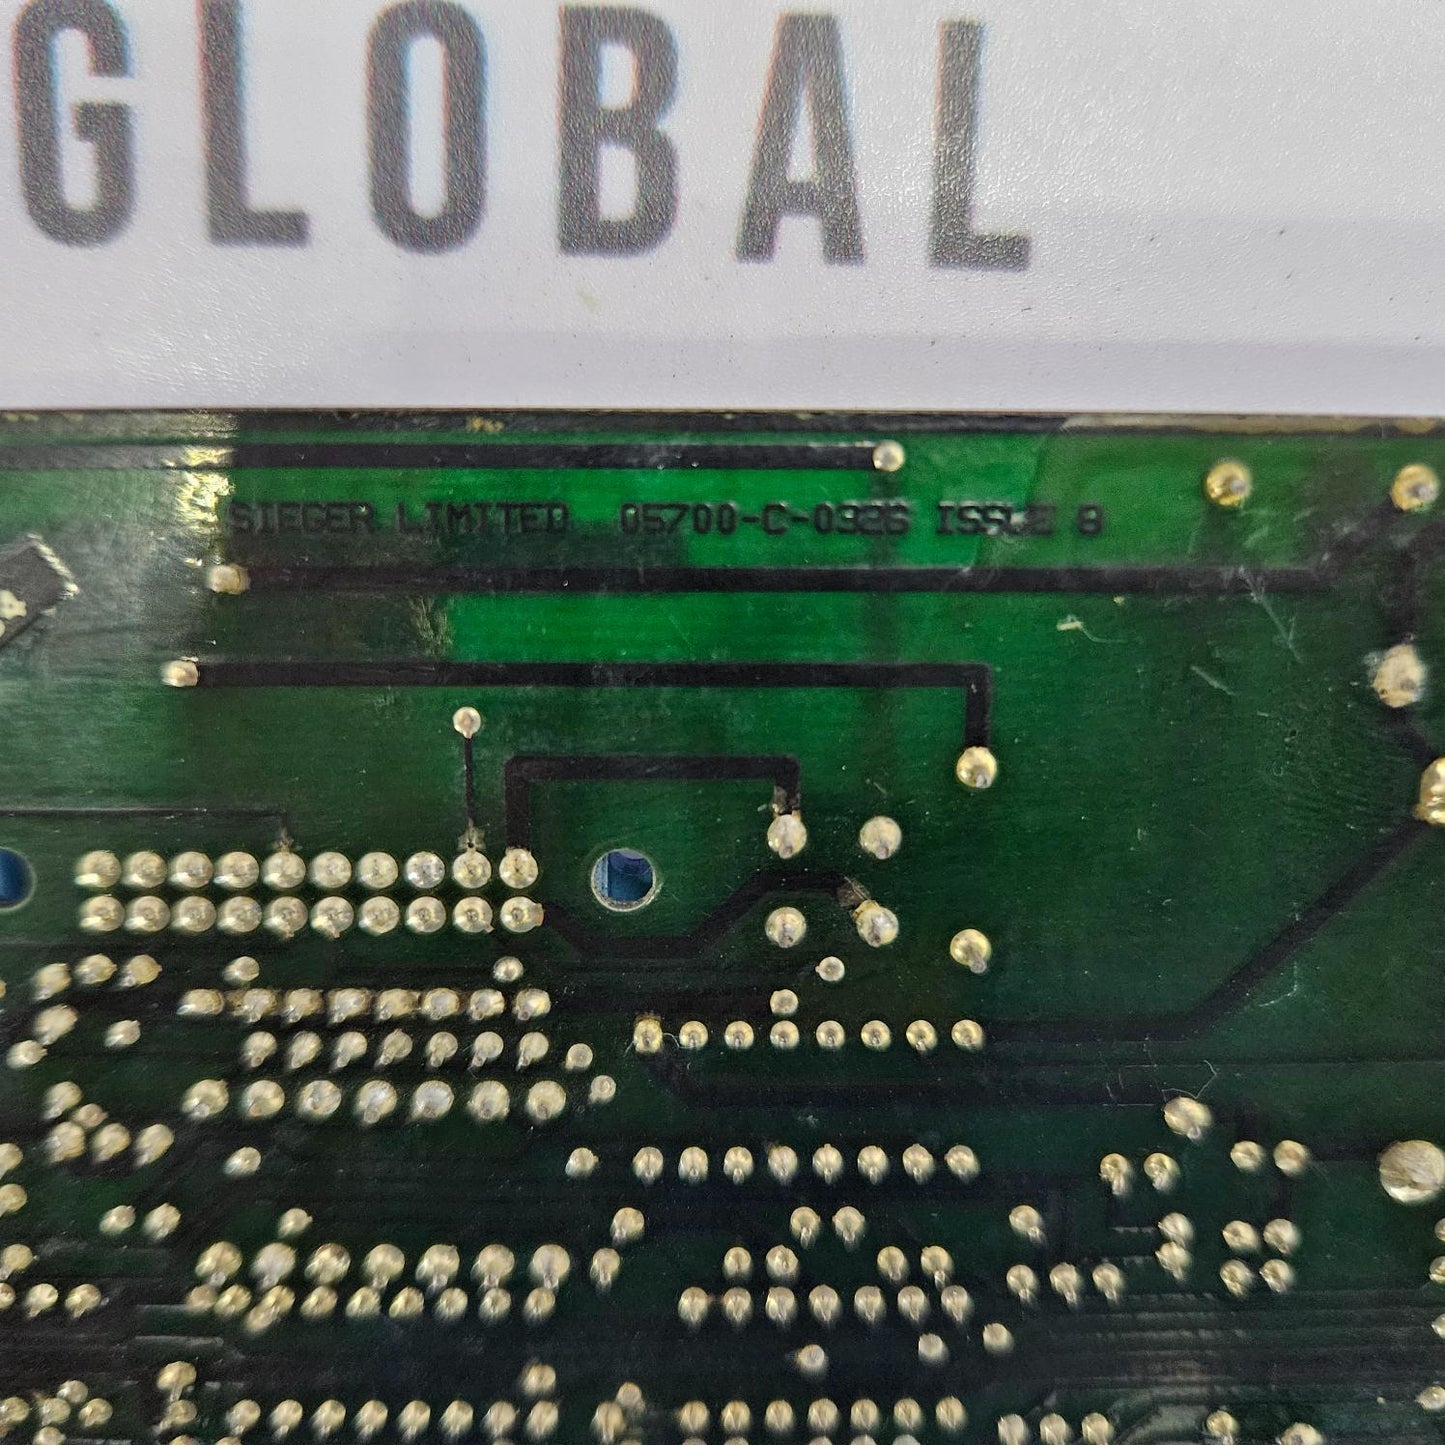 GLOBAL
SIEGER LIMITED 05700-C-0326 ISSUE 8